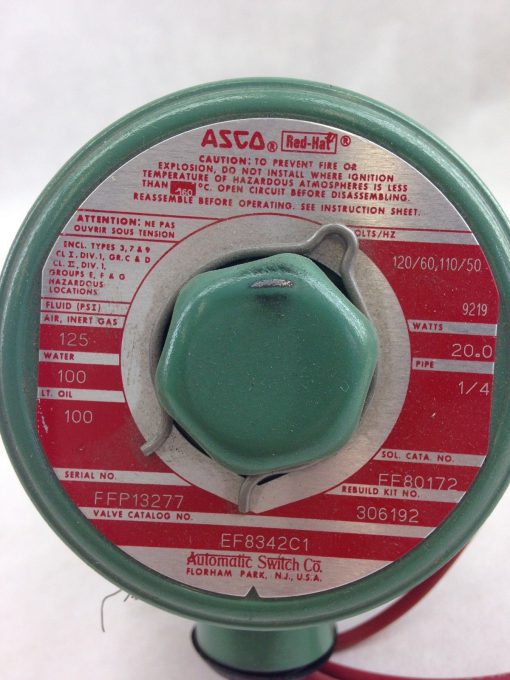 ASCO® Red-Hat®
CAUTION: TO PREVENT FIRE OR
EXPLOSION, DO NOT INSTALL WHERE IGNITION
TEMPERATURE OF HAZARDOUS ATMOSPHERES IS LESS
THAN 160 °C. OPEN CIRCUIT BEFORE DISASSEMBLING.
REASSEMBLE BEFORE OPERATING. SEE INSTRUCTION SHEET.
ATTENTION: NE PAS
OUVRIR SOUS TENSION
ENCL. TYPES 3, 7 & 9
CL I, DIV. 1, GR. C & D
CL. II, DIV. 1,
GROUPS E, F & G
HAZARDOUS
LOCATIONS.
FLUID (PSI)
AIR, INERT GAS
125
WATER
100
LT. OIL
100
VOLTS/HZ
120/60,110/50
9219
WATTS
20.0
PIPE
1/4
SOL. CATA. NO.
EF80172
REBUILD KIT NO.
306192
SERIAL NO.
FFP13277
VALVE CATALOG NO.
EF8342C1
Automatic Switch Co.
FLORHAM PARK, N.J., U.S.A.